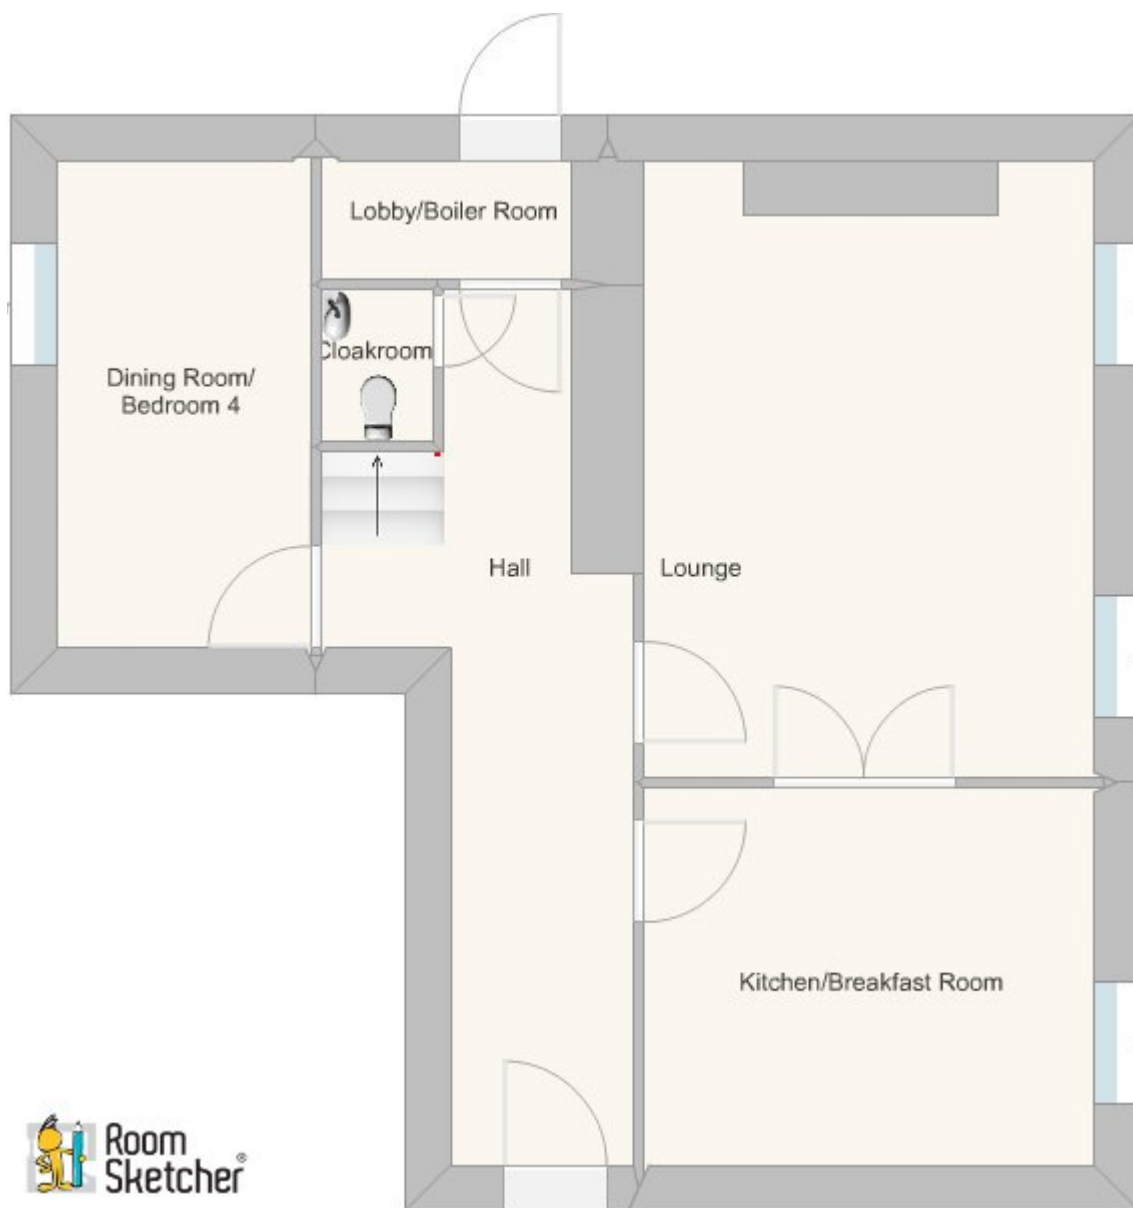 Lobby/Boiler Room
Cloakroom
Dining Room/
Bedroom 4
Hall
Lounge
Kitchen/Breakfast Room
Room
Sketcher®